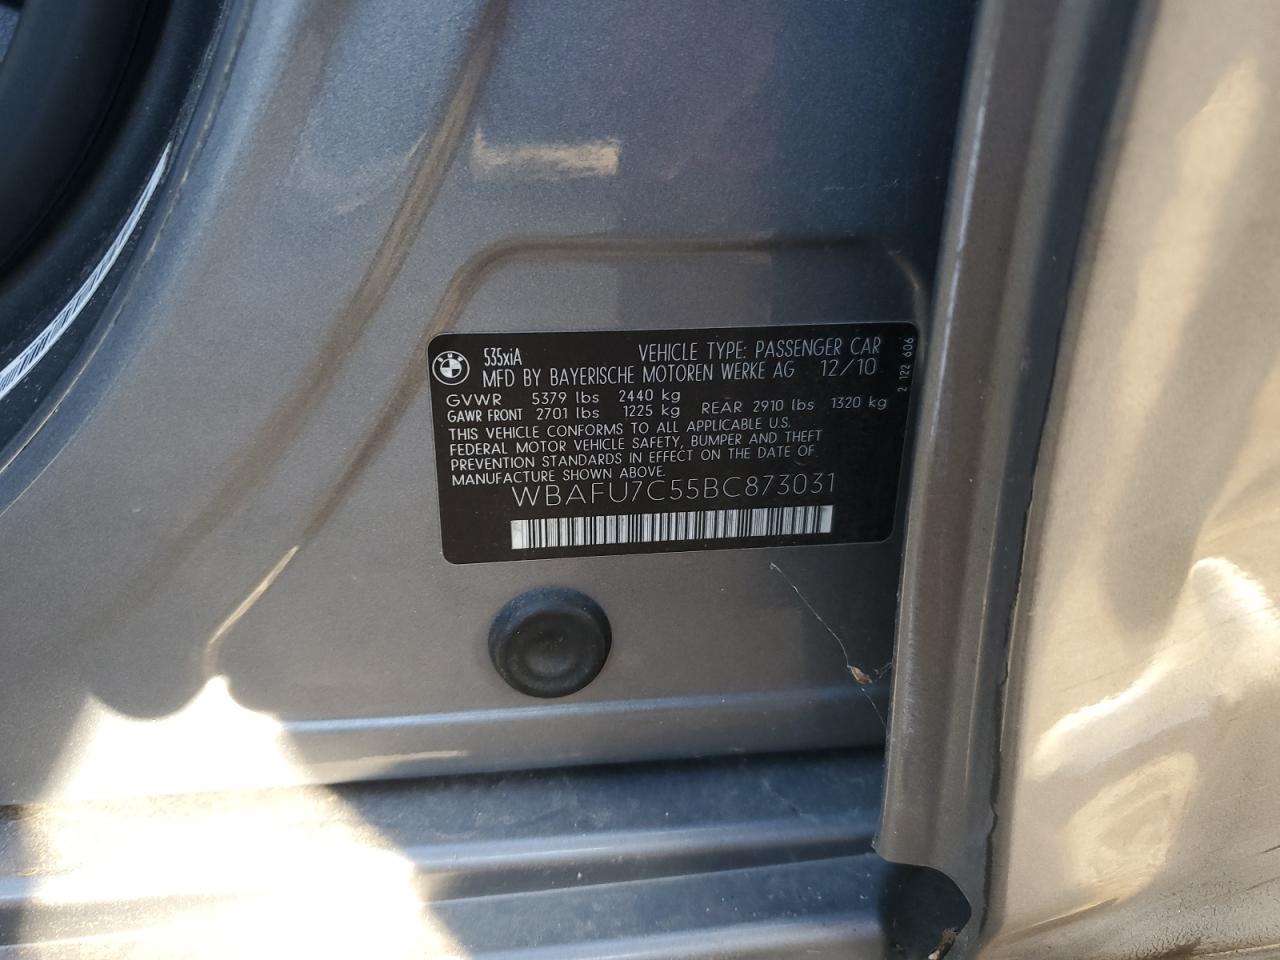 BMW
535xiA
VEHICLE TYPE: PASSENGER CAR
MFD BY BAYERISCHE MOTOREN WERKE AG 12/10
GVWR 5379 lbs 2440 kg
GAWR FRONT 2701 lbs 1225 kg REAR 2910 lbs 1320 kg
THIS VEHICLE CONFORMS TO ALL APPLICABLE U.S.
FEDERAL MOTOR VEHICLE SAFETY, BUMPER AND THEFT
PREVENTION STANDARDS IN EFFECT ON THE DATE OF
MANUFACTURE SHOWN ABOVE.
WBAFU7C55BC873031
2 122 606